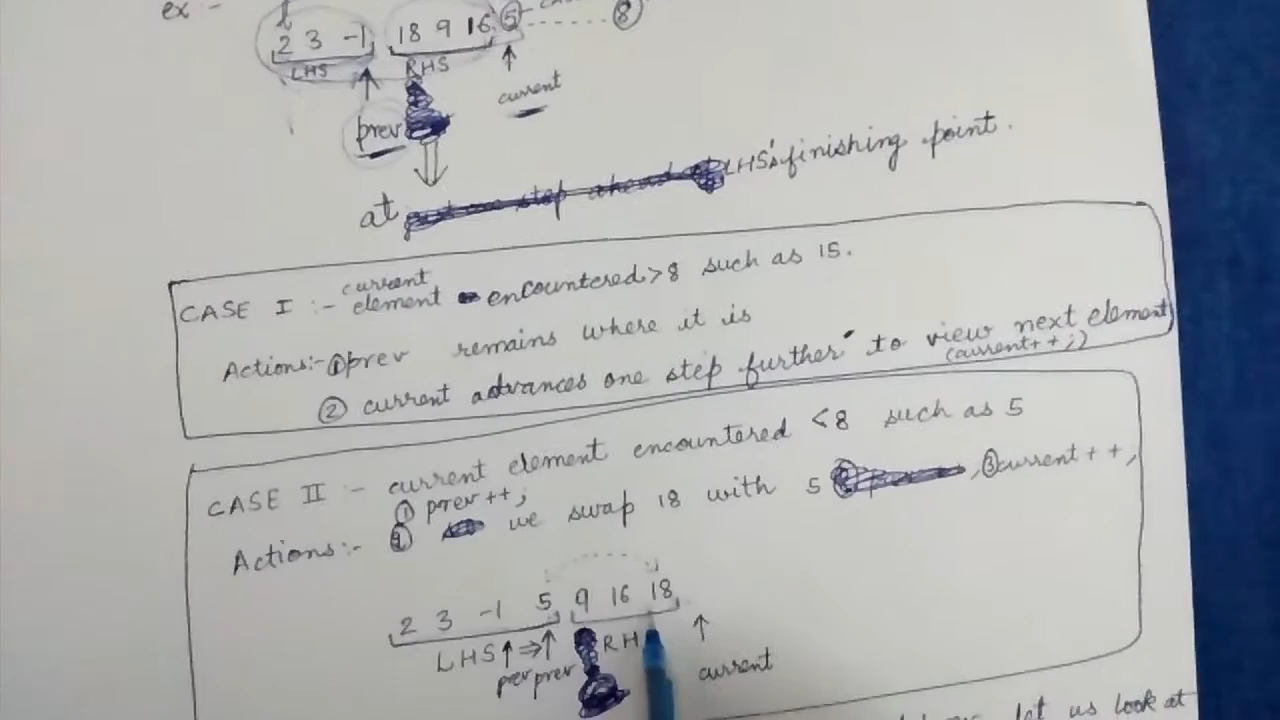 ex :-
2 3 -1 18 9 16 5 ------ 8
LHS RHS
prev current
at LHS' finishing point.
CASE I :- current element encountered > 8 such as 15.
Actions:- ① prev remains where it is
② current advances one step further to view next element
(current++;)
CASE II :- current element encountered < 8 such as 5
Actions:- ① prev++;
② we swap 18 with 5, ③ current++,
2 3 -1 5 9 16 18
LHS ⇒ RH
prev prev current
let us look at